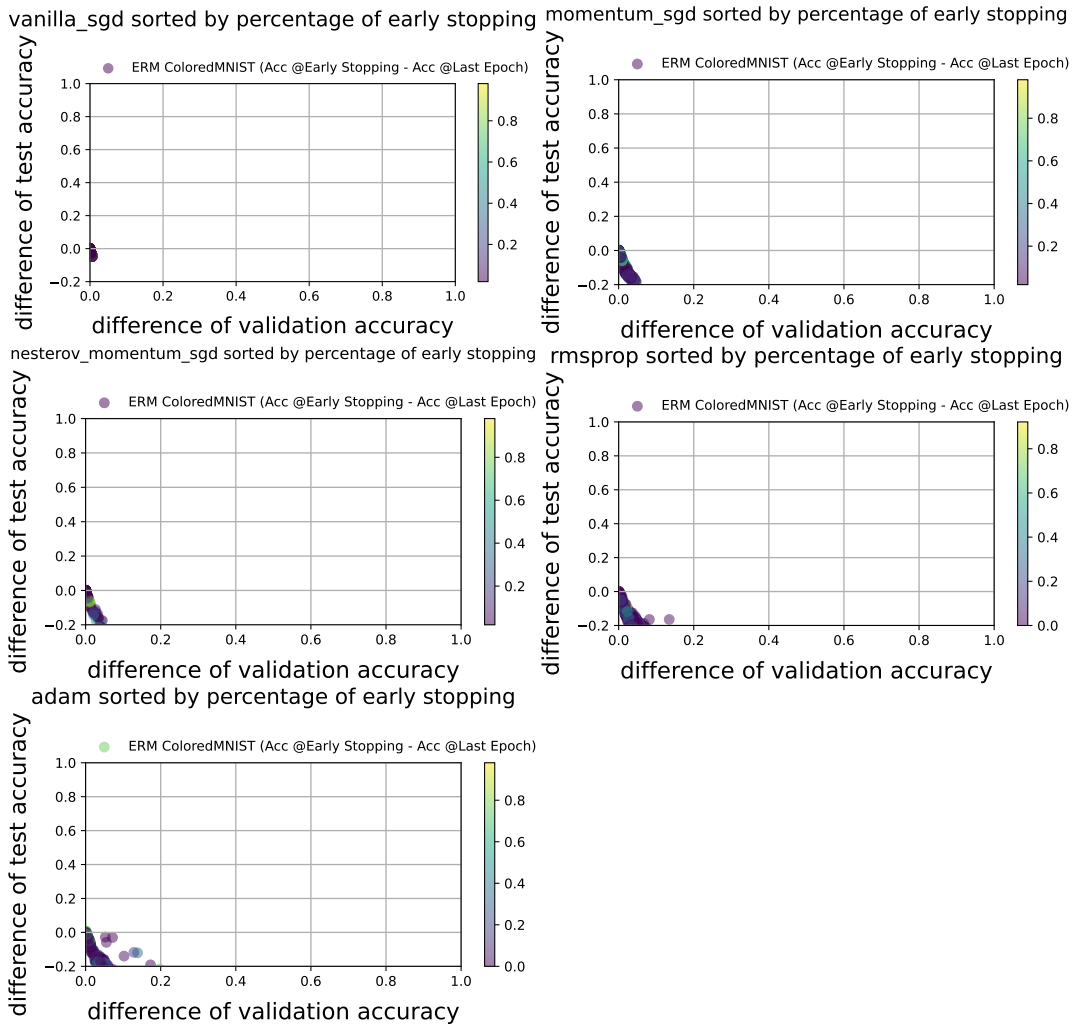 vanilla_sgd sorted by percentage of early stopping
ERM ColoredMNIST (Acc @Early Stopping - Acc @Last Epoch)
difference of test accuracy
1.0
0.8
0.6
0.4
0.2
0.0
−0.2
0.0 0.2 0.4 0.6 0.8 1.0
difference of validation accuracy
0.8
0.6
0.4
0.2
momentum_sgd sorted by percentage of early stopping
ERM ColoredMNIST (Acc @Early Stopping - Acc @Last Epoch)
difference of test accuracy
1.0
0.8
0.6
0.4
0.2
0.0
−0.2
0.0 0.2 0.4 0.6 0.8 1.0
difference of validation accuracy
0.8
0.6
0.4
0.2
nesterov_momentum_sgd sorted by percentage of early stopping
ERM ColoredMNIST (Acc @Early Stopping - Acc @Last Epoch)
difference of test accuracy
1.0
0.8
0.6
0.4
0.2
0.0
−0.2
0.0 0.2 0.4 0.6 0.8 1.0
difference of validation accuracy
0.8
0.6
0.4
0.2
rmsprop sorted by percentage of early stopping
ERM ColoredMNIST (Acc @Early Stopping - Acc @Last Epoch)
difference of test accuracy
1.0
0.8
0.6
0.4
0.2
0.0
−0.2
0.0 0.2 0.4 0.6 0.8 1.0
difference of validation accuracy
0.8
0.6
0.4
0.2
0.0
adam sorted by percentage of early stopping
ERM ColoredMNIST (Acc @Early Stopping - Acc @Last Epoch)
difference of test accuracy
1.0
0.8
0.6
0.4
0.2
0.0
−0.2
0.0 0.2 0.4 0.6 0.8 1.0
difference of validation accuracy
0.8
0.6
0.4
0.2
0.0